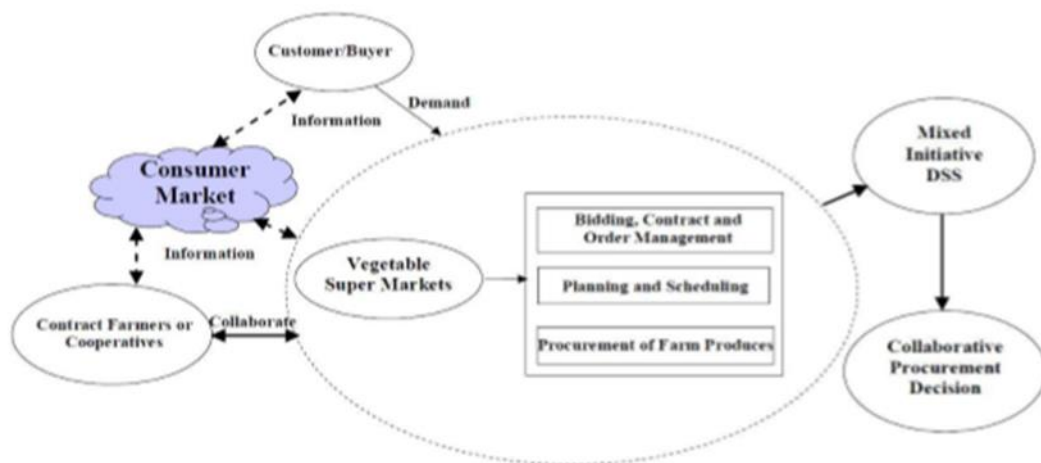 Customer/Buyer
Demand
Information
Consumer
Market
Information
Contract Farmers or
Cooperatives
Collaborate
Vegetable
Super Markets
Bidding, Contract and
Order Management
Planning and Scheduling
Procurement of Farm Produces
Mixed
Initiative
DSS
Collaborative
Procurement
Decision